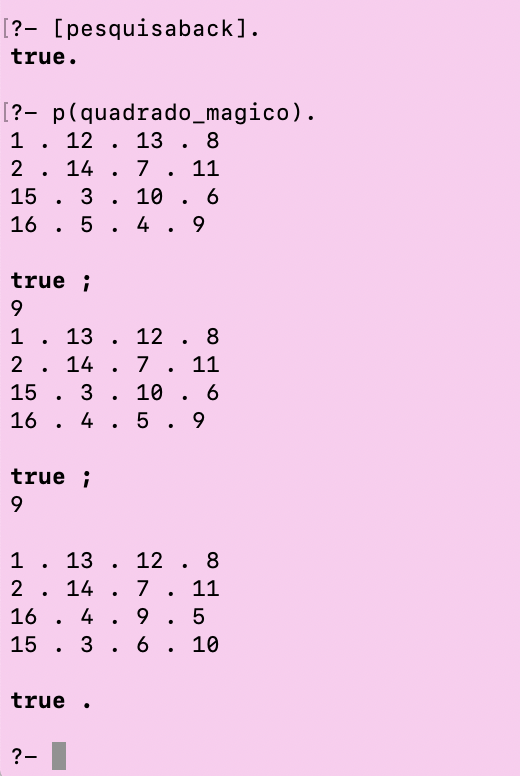 [?- [pesquisaback].
true.
[?- p(quadrado_magico).
1 . 12 . 13 . 8
2 . 14 . 7 . 11
15 . 3 . 10 . 6
16 . 5 . 4 . 9
true ;
9
1 . 13 . 12 . 8
2 . 14 . 7 . 11
15 . 3 . 10 . 6
16 . 4 . 5 . 9
true ;
9
1 . 13 . 12 . 8
2 . 14 . 7 . 11
16 . 4 . 9 . 5
15 . 3 . 6 . 10
true .
?-